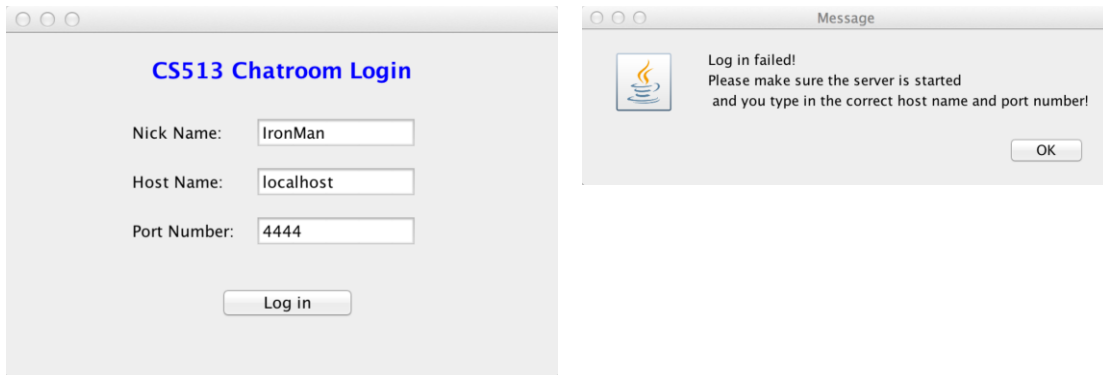 CS513 Chatroom Login
Nick Name: IronMan
Host Name: localhost
Port Number: 4444
Log in
Message
Log in failed!
Please make sure the server is started
and you type in the correct host name and port number!
OK